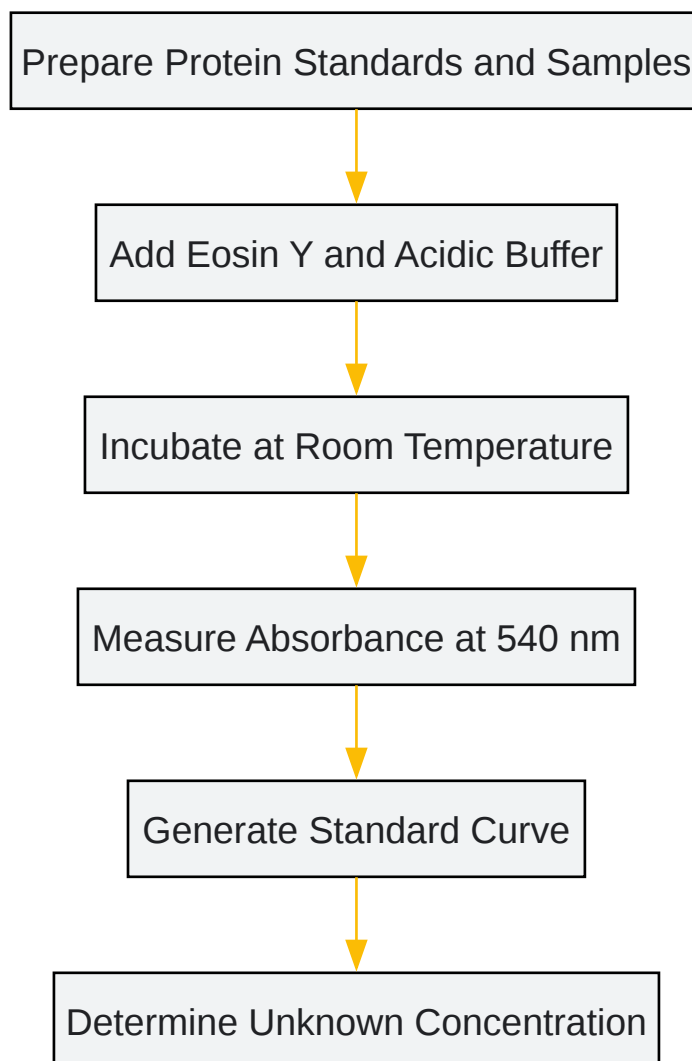 Prepare Protein Standards and Samples
Add Eosin Y and Acidic Buffer
Incubate at Room Temperature
Measure Absorbance at 540 nm
Generate Standard Curve
Determine Unknown Concentration